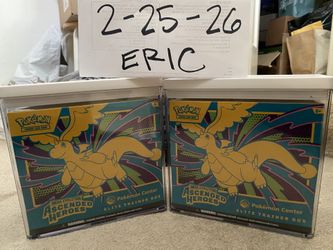 2-25-26
ERIC
Pokémon
Pokémon
ASCENDED
HEROES
Pokémon Center
ELITE TRAINER BOX
ASCENDED
HEROES
Pokémon Center
ELITE TRAINER BOX